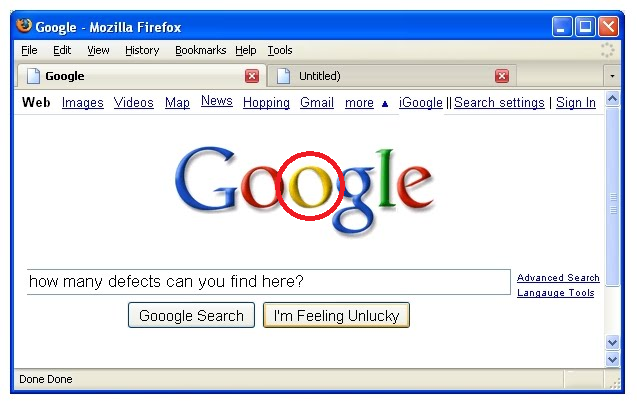 Google - Mozilla Firefox
File Edit View History Bookmarks Help Tools
Google Untitled)
Web Images Videos Map News Hopping Gmail more ▲ iGoogle || Search settings | Sign In
Google
how many defects can you find here? Advanced Search
Langauge Tools
Gooogle Search I'm Feeling Unlucky
Done Done